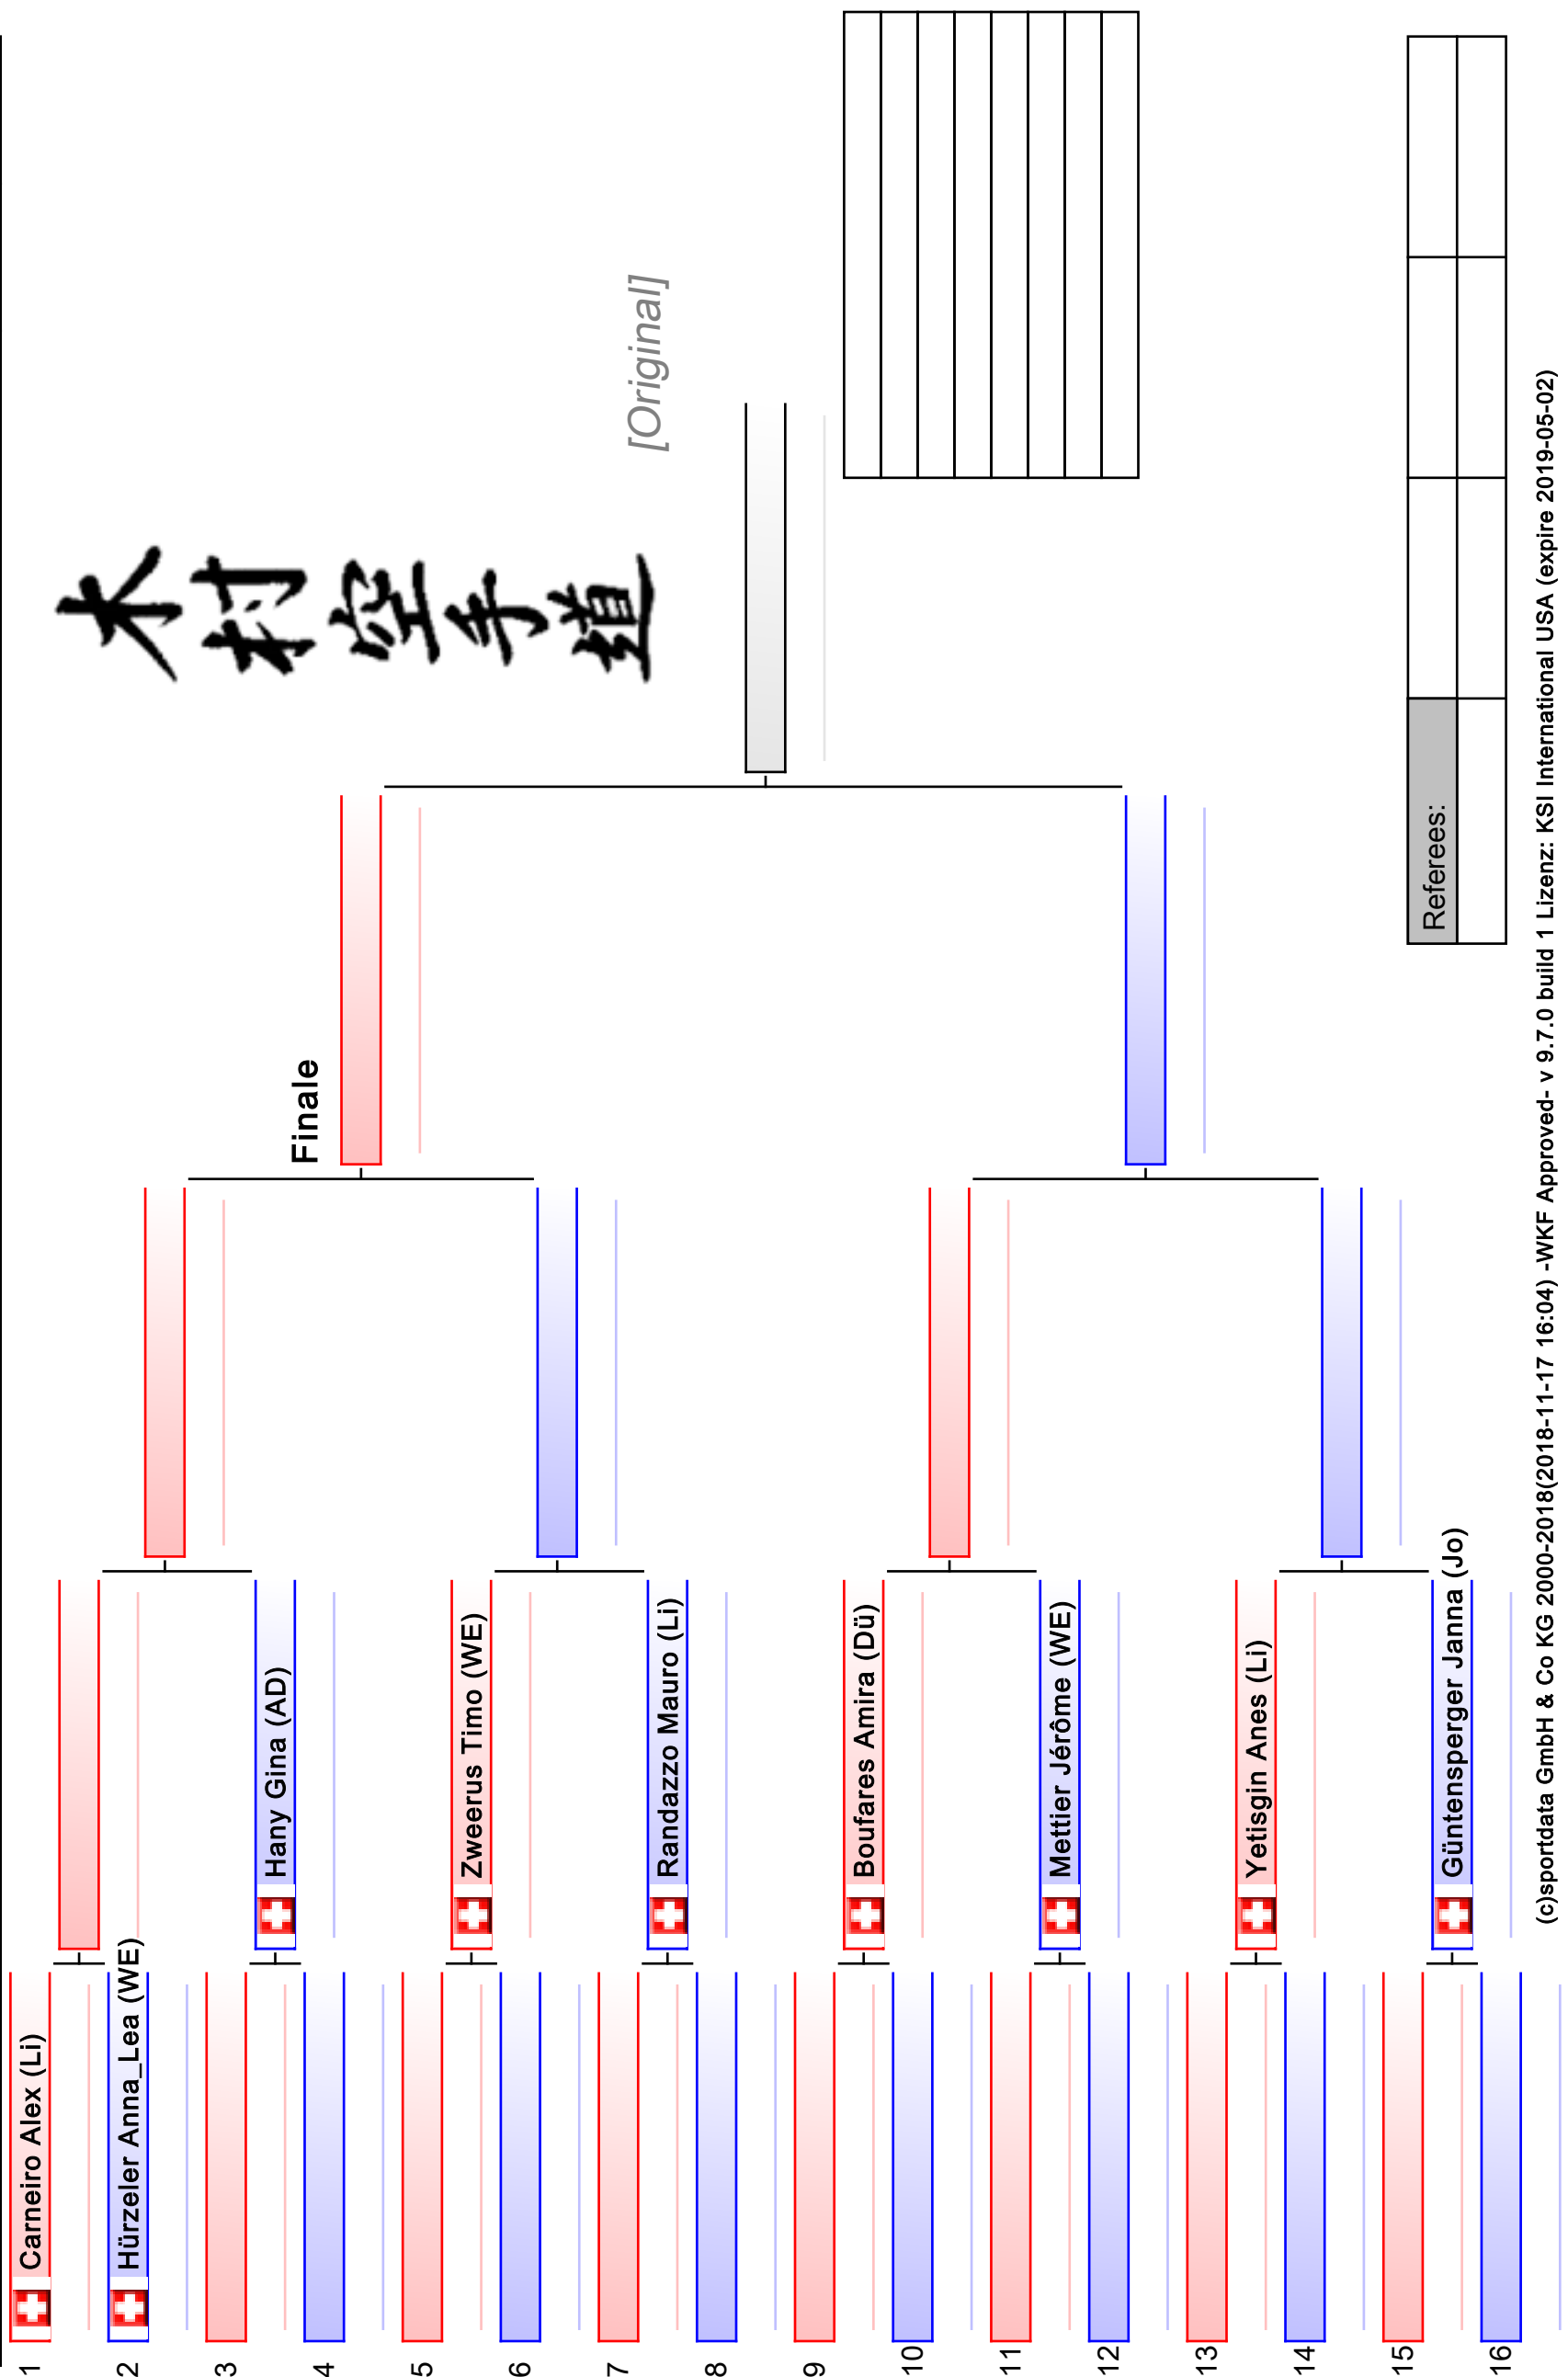 木村空手道
[Original]
Finale
1 Carneiro Alex (Li)
2 Hürzeler Anna_Lea (WE)
3
Hany Gina (AD)
4
5
Zweerus Timo (WE)
6
7
Randazzo Mauro (Li)
8
9
Boufares Amira (Dü)
10
11
Mettier Jérôme (WE)
12
13
Yetisgin Anes (Li)
14
15
Güntensperger Janna (Jo)
16
Referees:
(c)sportdata GmbH & Co KG 2000-2018(2018-11-17 16:04) -WKF Approved- v 9.7.0 build 1 Lizenz: KSI International USA (expire 2019-05-02)